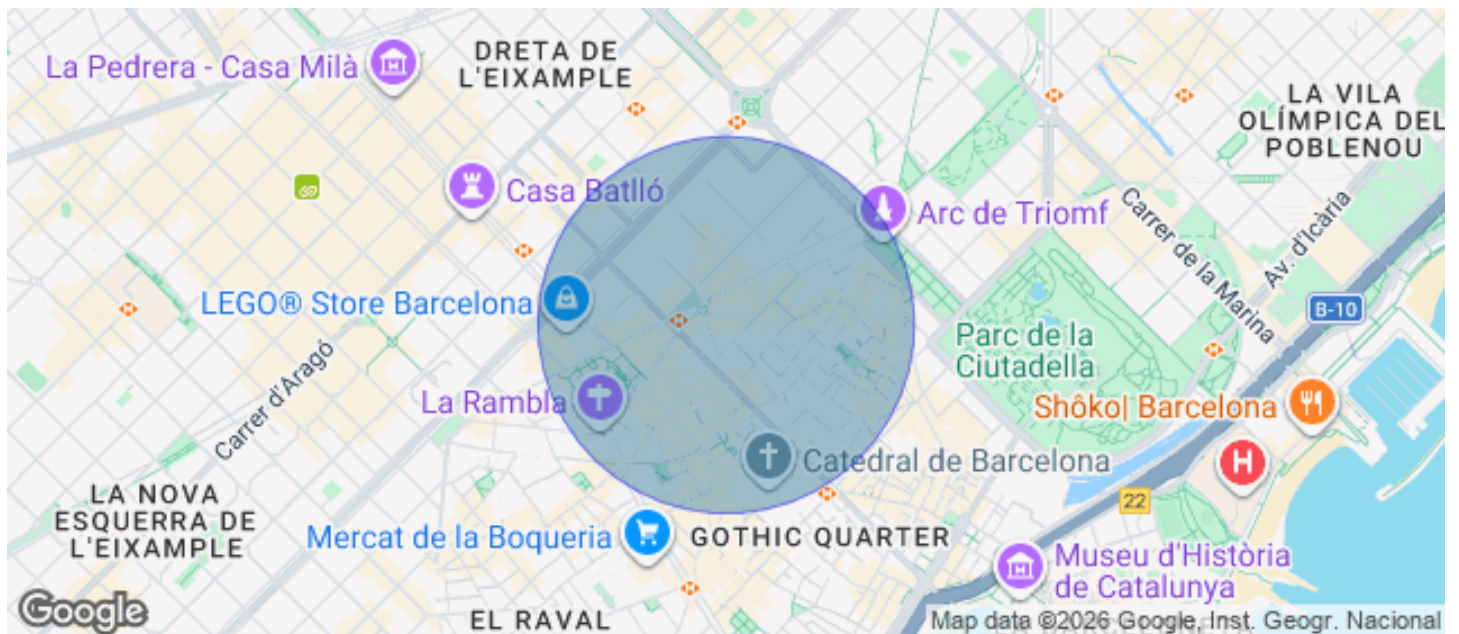 DRETA DE
L'EIXAMPLE
La Pedrera - Casa Milà
LA VILA
OLÍMPICA DEL
POBLENOU
Casa Batlló
Arc de Triomf
Carrer de la Marina
Av. d'Icària
LEGO® Store Barcelona
B-10
Parc de la
Ciutadella
Carrer d'Aragó
La Rambla
Shôko| Barcelona
Catedral de Barcelona
H
22
LA NOVA
ESQUERRA DE
L'EIXAMPLE
Mercat de la Boqueria
GOTHIC QUARTER
Museu d'Història
de Catalunya
Google
EL RAVAL
Map data ©2026 Google, Inst. Geogr. Nacional